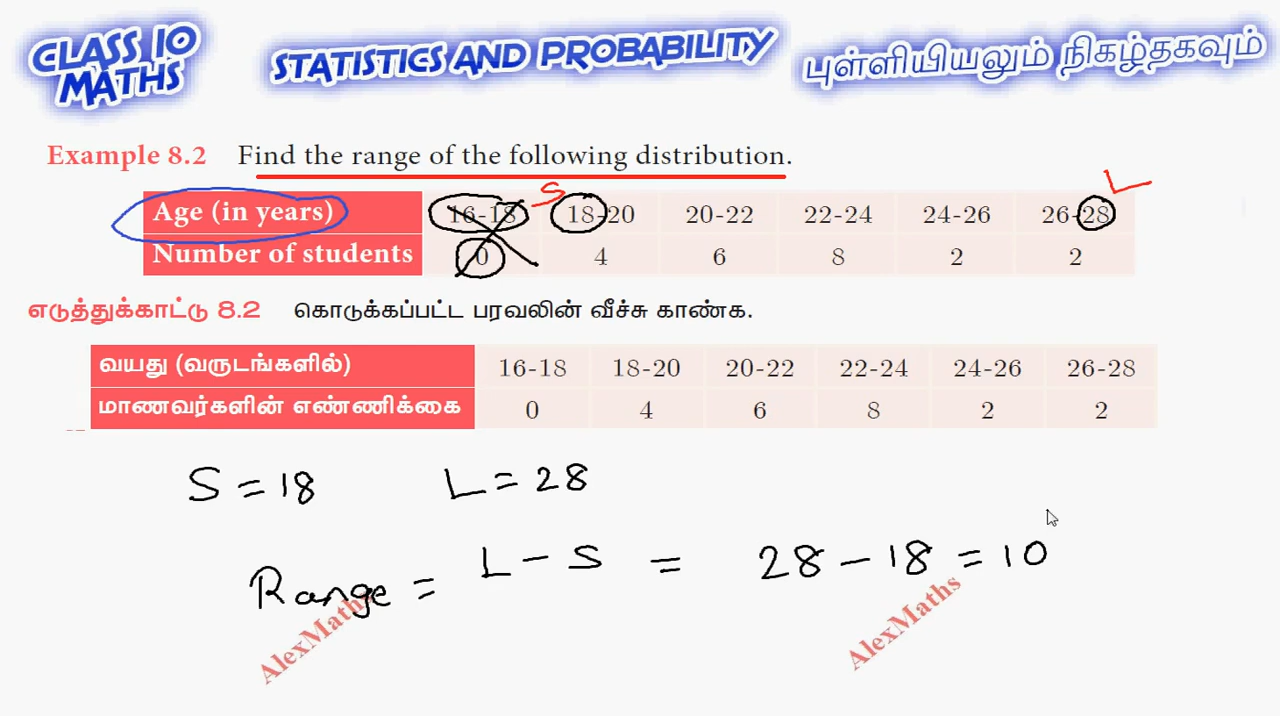 CLASS 10
MATHS
STATISTICS AND PROBABILITY
புள்ளியியலும் நிகழ்தகவும்
Example 8.2 Find the range of the following distribution.
S L
Age (in years) 16-18 18-20 20-22 22-24 24-26 26-28
Number of students 0 4 6 8 2 2
எடுத்துக்காட்டு 8.2 கொடுக்கப்பட்ட பரவலின் வீச்சு காண்க.
வயது (வருடங்களில்) 16-18 18-20 20-22 22-24 24-26 26-28
மாணவர்களின் எண்ணிக்கை 0 4 6 8 2 2
S = 18 L = 28
Range = L - S = 28 - 18 = 10
AlexMaths AlexMaths